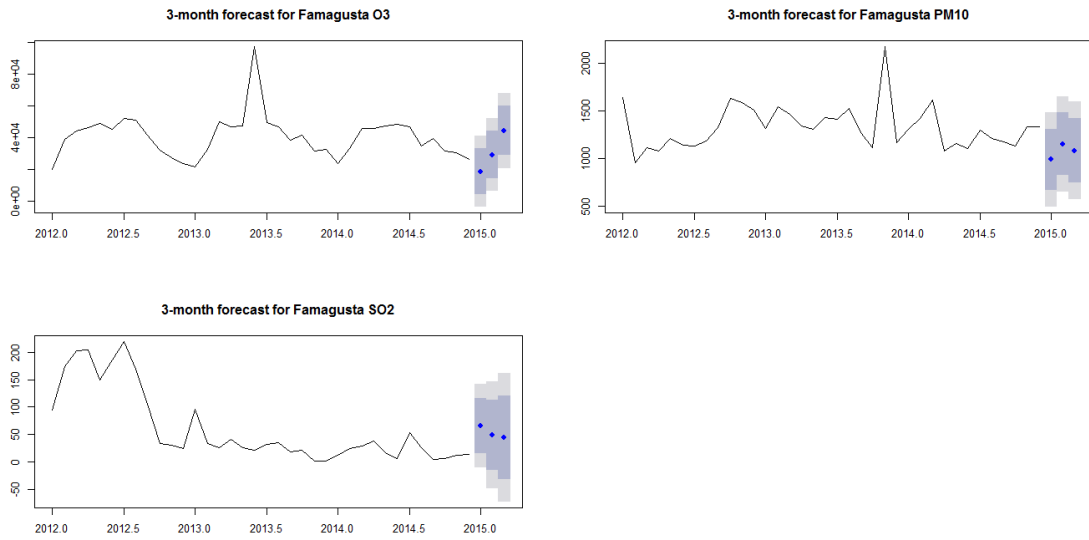 3-month forecast for Famagusta O3
8e+04
4e+04
0e+00
2012.0 2012.5 2013.0 2013.5 2014.0 2014.5 2015.0
3-month forecast for Famagusta PM10
2000
1500
1000
500
2012.0 2012.5 2013.0 2013.5 2014.0 2014.5 2015.0
3-month forecast for Famagusta SO2
200
150
100
50
0
-50
2012.0 2012.5 2013.0 2013.5 2014.0 2014.5 2015.0